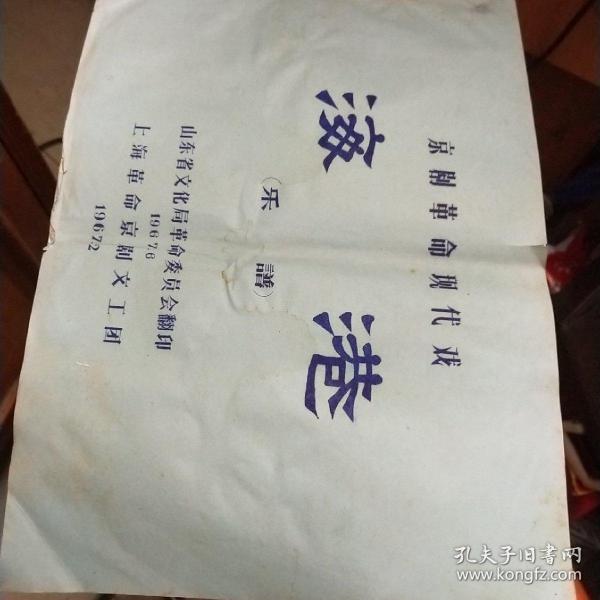 京剧革命现代戏
海港
(乐谱)
上海革命京剧文工团
1967.2
山东省文化局革命委员会翻印
1967.6
孔夫子旧书网
www.kongfz.com